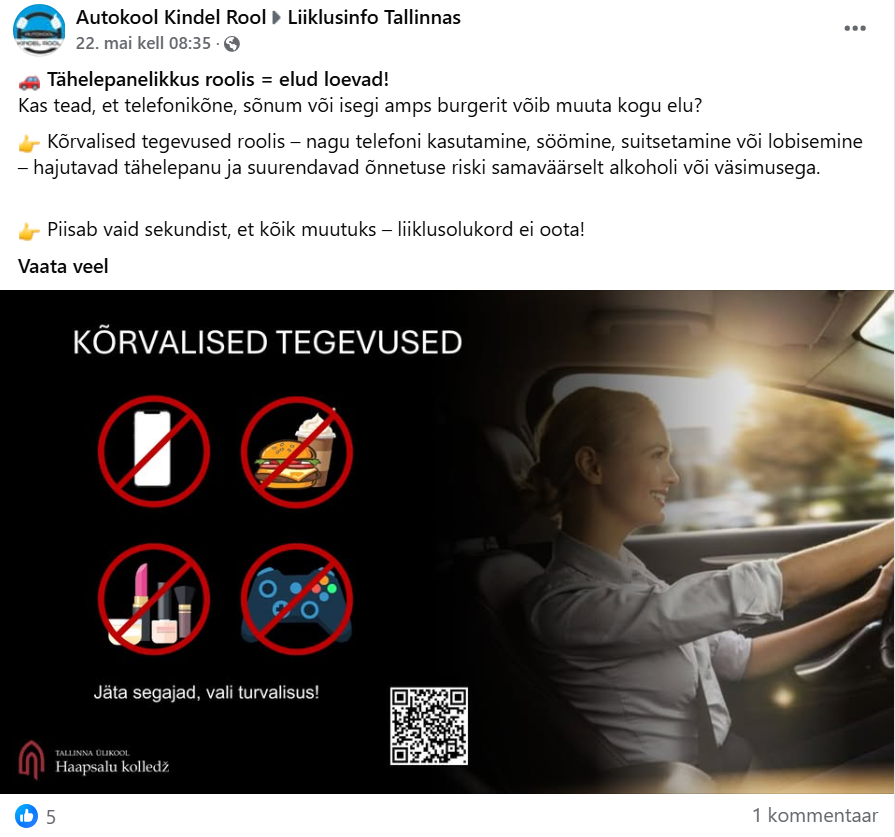 Autokool Kindel Rool ▸ Liiklusinfo Tallinnas
22. mai kell 08:35 ·
🚗 Tähelepanelikkus roolis = elud loevad!
Kas tead, et telefonikõne, sõnum või isegi amps burgerit võib muuta kogu elu?
👉 Kõrvalised tegevused roolis – nagu telefoni kasutamine, söömine, suitsetamine või lobisemine
– hajutavad tähelepanu ja suurendavad õnnetuse riski samaväärselt alkoholi või väsimusega.
👉 Piisab vaid sekundist, et kõik muutuks – liiklusolukord ei oota!
Vaata veel
KÕRVALISED TEGEVUSED
Jäta segajad, vali turvalisus!
TALLINNA ÜLIKOOL
Haapsalu kolledž
5
1 kommentaar